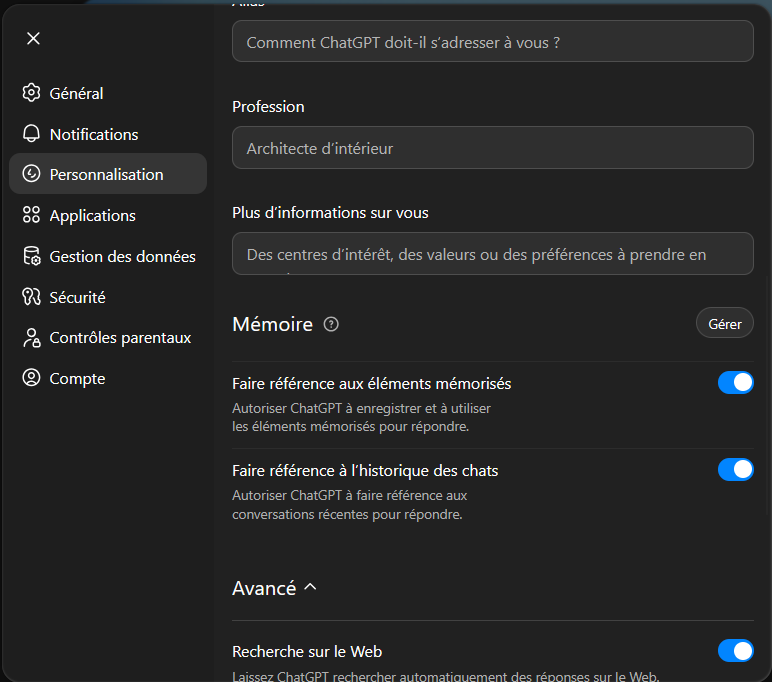 Alias
Comment ChatGPT doit-il s’adresser à vous ?
Général
Profession
Notifications
Architecte d’intérieur
Personnalisation
Applications
Plus d’informations sur vous
Gestion des données
Des centres d’intérêt, des valeurs ou des préférences à prendre en
Sécurité
Mémoire
Gérer
Contrôles parentaux
Compte
Faire référence aux éléments mémorisés
Autoriser ChatGPT à enregistrer et à utiliser
les éléments mémorisés pour répondre.
Faire référence à l’historique des chats
Autoriser ChatGPT à faire référence aux
conversations récentes pour répondre.
Avancé
Recherche sur le Web
Laissez ChatGPT rechercher automatiquement des réponses sur le Web.